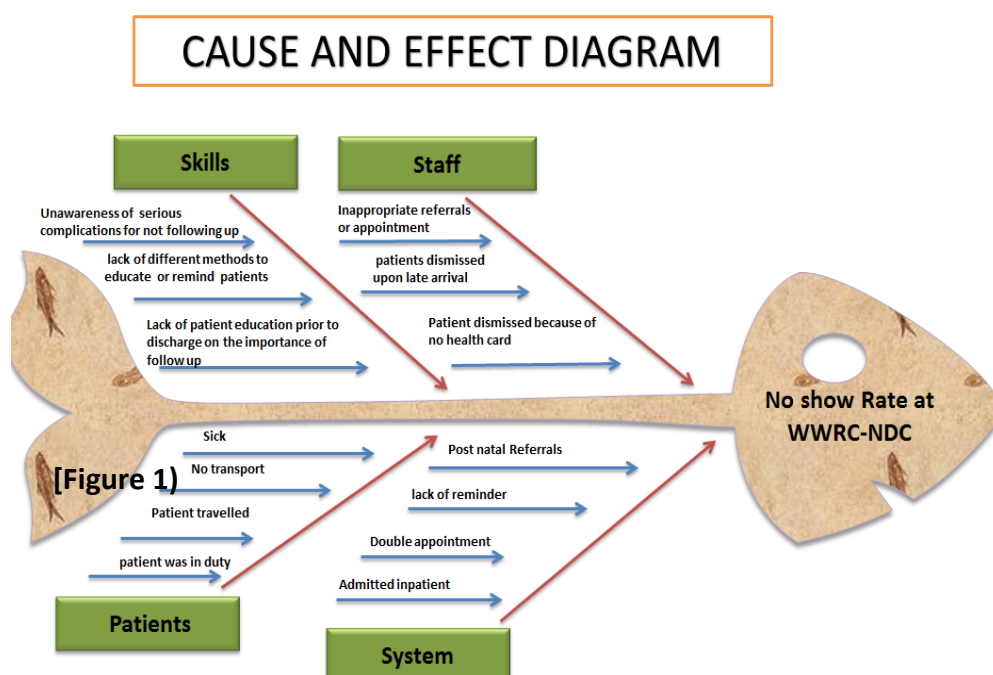 CAUSE AND EFFECT DIAGRAM
Skills
Staff
Unawareness of serious
complications for not following up
lack of different methods to
educate or remind patients
Lack of patient education prior to
discharge on the importance of
follow up
Inappropriate referrals
or appointment
patients dismissed
upon late arrival
Patient dismissed because of
no health card
No show Rate at
WWRC-NDC
Sick
No transport
[Figure 1)
Patient travelled
patient was in duty
Post natal Referrals
lack of reminder
Double appointment
Admitted inpatient
Patients
System